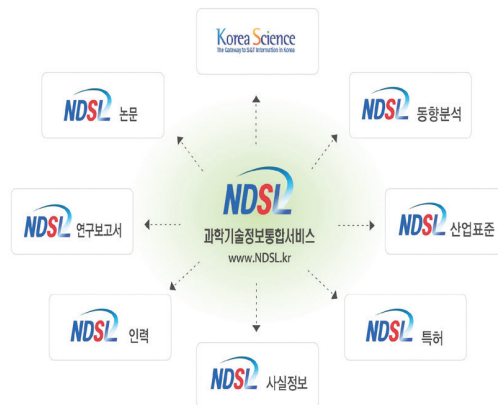 Korea Science
The Gateway to S&T Information in Korea
NDSL 논문
NDSL 동향분석
NDSL 연구보고서
NDSL
과학기술정보통합서비스
www.NDSL.kr
NDSL 산업표준
NDSL 인력
NDSL 특허
NDSL 사실정보